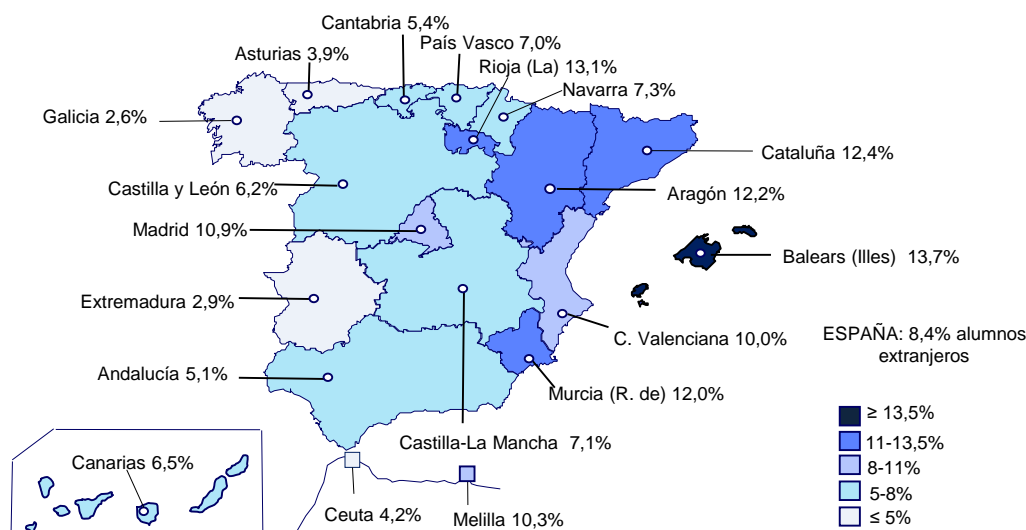 Cantabria 5,4%
País Vasco 7,0%
Asturias 3,9%
Rioja (La) 13,1%
Navarra 7,3%
Galicia 2,6%
Cataluña 12,4%
Castilla y León 6,2%
Aragón 12,2%
Madrid 10,9%
Balears (Illes) 13,7%
Extremadura 2,9%
C. Valenciana 10,0%
ESPAÑA: 8,4% alumnos
extranjeros
Andalucía 5,1%
Murcia (R. de) 12,0%
≥ 13,5%
11-13,5%
8-11%
5-8%
≤ 5%
Castilla-La Mancha 7,1%
Canarias 6,5%
Ceuta 4,2%
Melilla 10,3%